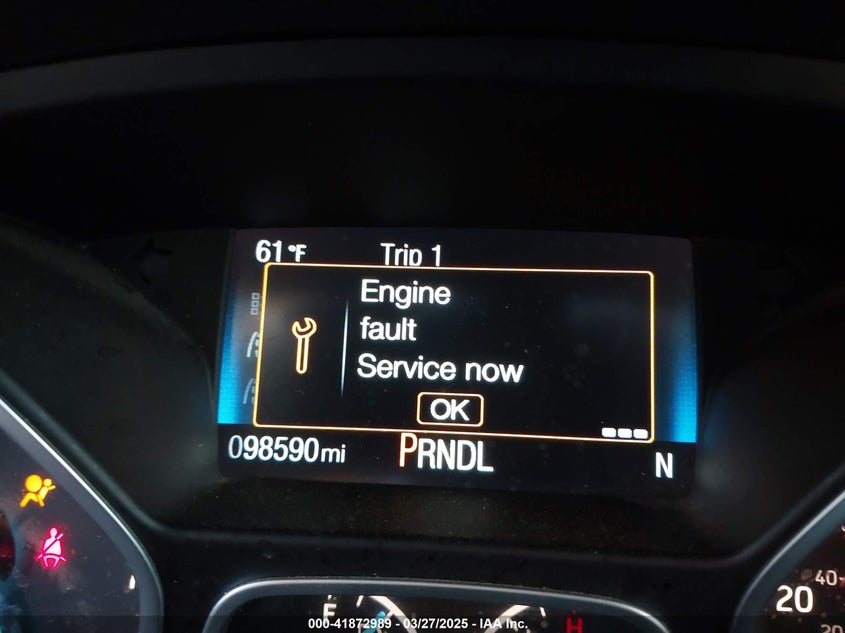 61°F Trip 1
Engine
fault
Service now
OK
098590mi PRNDL N
40
20
F H
000-41872989 — 03/27/2025 — IAA Inc.